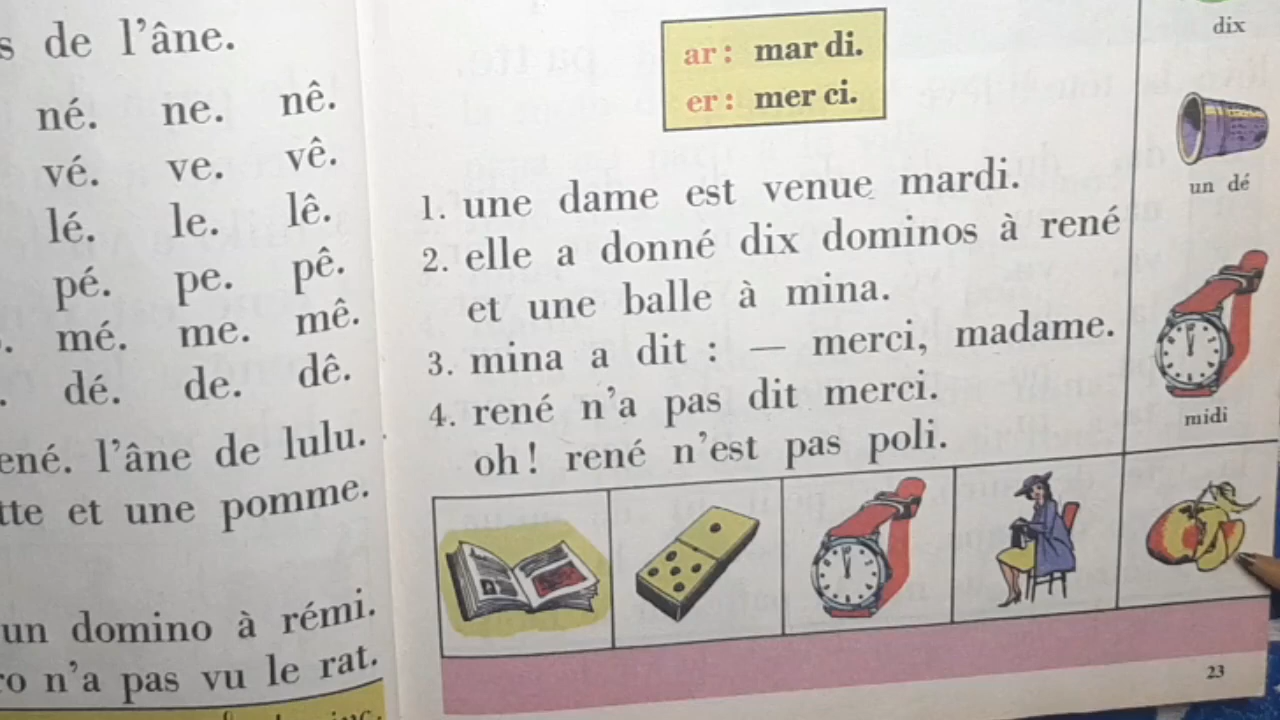 de l'âne.
né. ne. nê.
vé. ve. vê.
lé. le. lê.
pé. pe. pê.
mé. me. mê.
dé. de. dê.
l'âne de lulu.
et une pomme.
un domino à rémi.
n'a pas vu le rat.
ar : mar di.
er : mer ci.
1. une dame est venue mardi.
2. elle a donné dix dominos à rené
et une balle à mina.
3. mina a dit : — merci, madame.
4. rené n'a pas dit merci.
oh ! rené n'est pas poli.
dix
un dé
midi
23